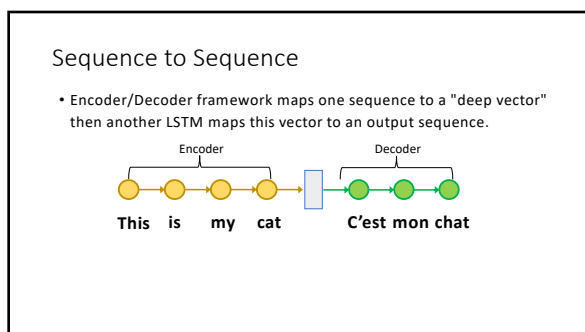 Sequence to Sequence
• Encoder/Decoder framework maps one sequence to a "deep vector"
then another LSTM maps this vector to an output sequence.
Encoder Decoder
This is my cat C'est mon chat